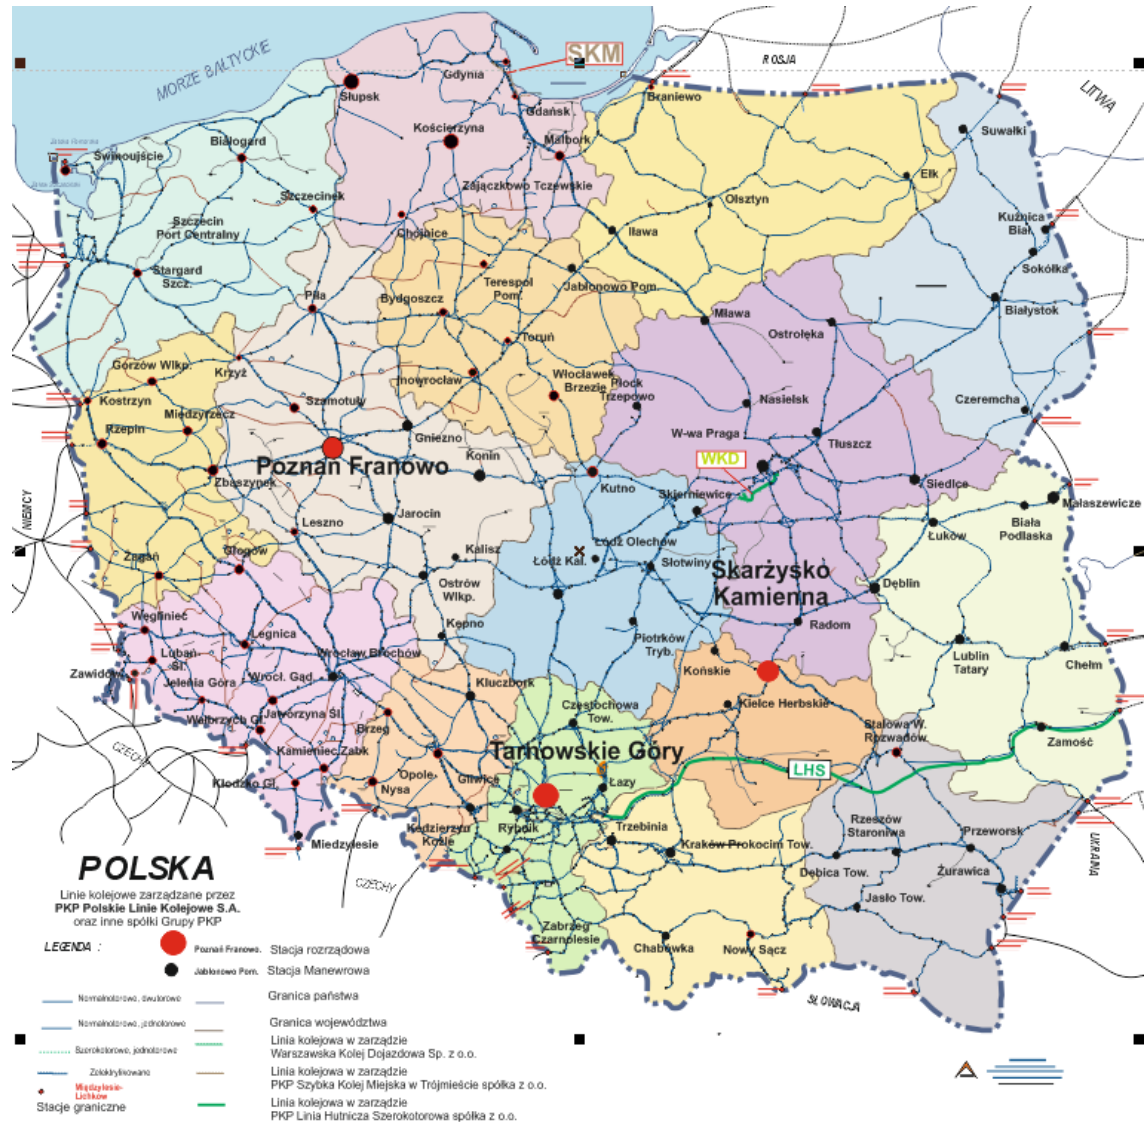 MORZE BAŁTYCKIE
SKM
ROSJA
LITWA
Gdynia
Słupsk
Braniewo
Gdańsk
Kościerzyna
Suwałki
Białogard
Malbork
Świnoujście
Ełk
Zajączkowo Tczewskie
Szczecinek
Olsztyn
Szczecin
Port Centralny
Chojnice
Iława
Kuźnica
Biał.
Sokółka
Stargard
Szcz.
Terespol
Pom.
Jabłonowo Pom.
Piła
Bydgoszcz
Białystok
Mława
Ostrołęka
Toruń
Gorzów Wlkp.
Krzyż
Inowrocław
Włocławek
Brzezie
Płock
Trzepowo
Nasielsk
Czeremcha
Kostrzyn
Szamotuły
Międzyrzecz
Rzepin
Gniezno
W-wa Praga
Tłuszcz
Poznań Franowo
Konin
WKD
Zbąszynek
Kutno
Skierniewice
Siedlce
Małaszewicze
NIEMCY
Leszno
Jarocin
Biała
Podlaska
Łuków
Żagań
Głogów
Kalisz
Łódź Olechów
Łódź Kal.
Słotwiny
Skarżysko
Kamienna
Dęblin
Ostrów
Wlkp.
Węgliniec
Kępno
Radom
Legnica
Piotrków
Tryb.
Lublin
Tatary
Chełm
Lubań
Śl.
Wrocław Brochów
Zawidów
Jelenia Góra
Wrocł. Gąd.
Kluczbork
Końskie
Kielce Herbskie
Wałbrzych Gł.
Jaworzyna Śl.
Częstochowa
Tow.
Brzeg
Stalowa W.
Rozwadów
Zamość
CZECHY
Kamieniec Ząbk
Tarnowskie Góry
LHS
Kłodzko Gł.
Opole
Nysa
Gliwice
Łazy
Kędzierzyn
Koźle
Rybnik
Trzebinia
Rzeszów
Staroniwa
Przeworsk
UKRAINA
Międzylesie
Kraków Prokocim Tow.
Dębica Tow.
Żurawica
CZECHY
Jasło Tow.
Zabrzeg
Czarnolesie
Chabówka
Nowy Sącz
SŁOWACJA
POLSKA
Linie kolejowe zarządzane przez
PKP Polskie Linie Kolejowe S.A.
oraz inne spółki Grupy PKP
LEGENDA :
Poznań Franowo. Stacja rozrządowa
Jabłonowo Pom. Stacja Manewrowa
Normalnotorowe, dwutorowe Granica państwa
Normalnotorowe, jednotorowe Granica województwa
Szerokotorowe, jednotorowe Linia kolejowa w zarządzie
Warszawska Kolej Dojazdowa Sp. z o.o.
Zelektryfikowane Linia kolejowa w zarządzie
PKP Szybka Kolej Miejska w Trójmieście spółka z o.o.
Międzylesie-
Lichkov
Stacje graniczne
Linia kolejowa w zarządzie
PKP Linia Hutnicza Szerokotorowa spółka z o.o.